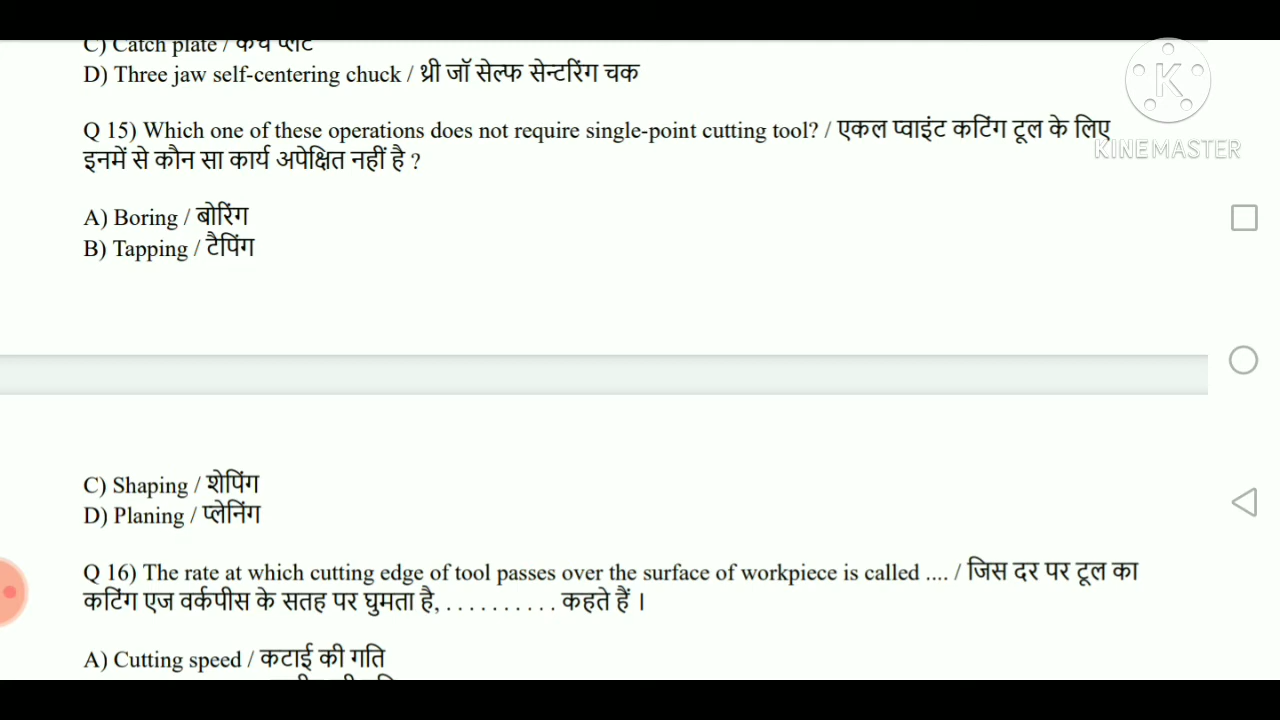 C) Catch plate / कैच प्लेट
D) Three jaw self-centering chuck / थ्री जॉ सेल्फ सेन्टरिंग चक
K
KINEMASTER
Q 15) Which one of these operations does not require single-point cutting tool? / एकल प्वाइंट कटिंग टूल के लिए
इनमें से कौन सा कार्य अपेक्षित नहीं है ?
A) Boring / बोरिंग
B) Tapping / टैपिंग
C) Shaping / शेपिंग
D) Planing / प्लेनिंग
Q 16) The rate at which cutting edge of tool passes over the surface of workpiece is called .... / जिस दर पर टूल का
कटिंग एज वर्कपीस के सतह पर घुमता है, . . . . . . . . . . कहते हैं ।
A) Cutting speed / कटाई की गति